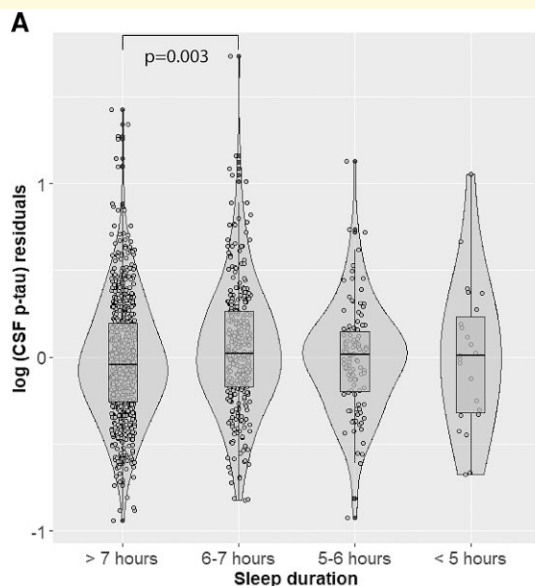 A
p=0.003
log (CSF p-tau) residuals
1
0
-1
> 7 hours 6-7 hours 5-6 hours < 5 hours
Sleep duration